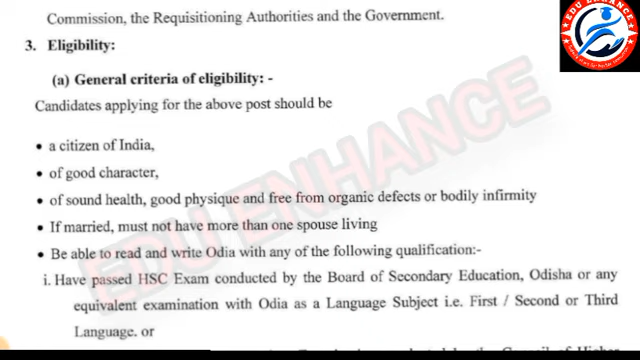 Commission, the Requisitioning Authorities and the Government.
EDU ENHANCE
3. Eligibility:
(a) General criteria of eligibility: -
Candidates applying for the above post should be
• a citizen of India,
• of good character,
• of sound health, good physique and free from organic defects or bodily infirmity
• If married, must not have more than one spouse living
• Be able to read and write Odia with any of the following qualification:-
i. Have passed HSC Exam conducted by the Board of Secondary Education, Odisha or any
equivalent examination with Odia as a Language Subject i.e. First / Second or Third
Language. or
EDU ENHANCE